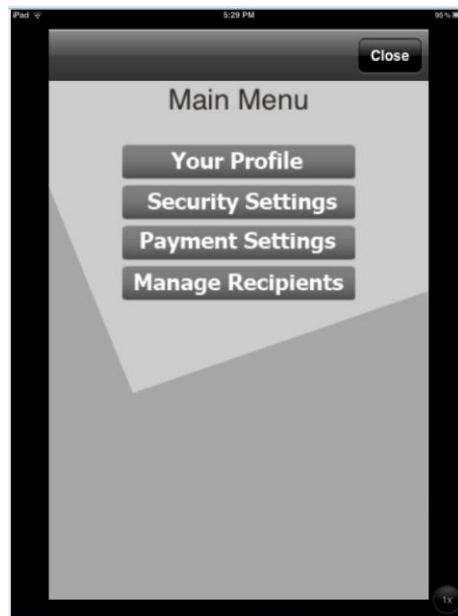 iPad 5:29 PM 95%
Close
Main Menu
Your Profile
Security Settings
Payment Settings
Manage Recipients
1x